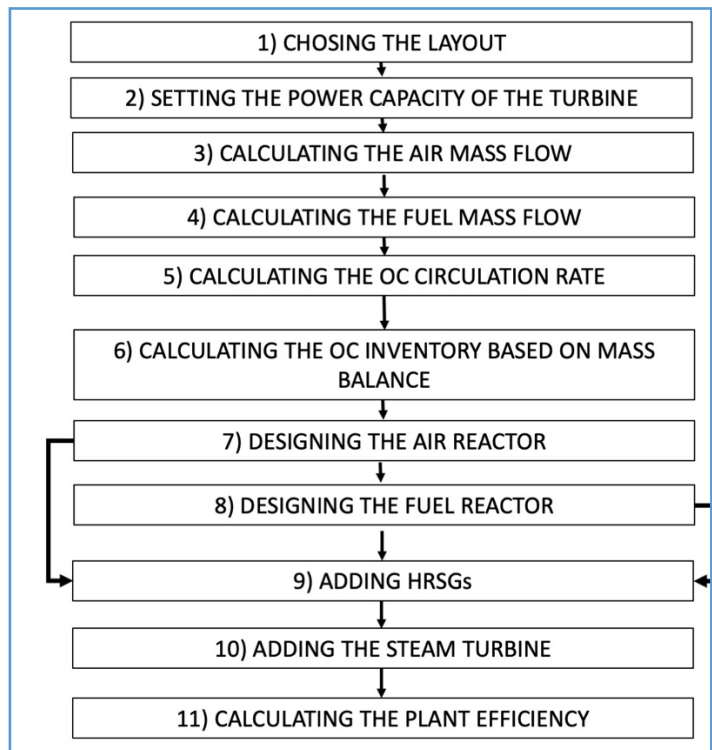 1) CHOSING THE LAYOUT
2) SETTING THE POWER CAPACITY OF THE TURBINE
3) CALCULATING THE AIR MASS FLOW
4) CALCULATING THE FUEL MASS FLOW
5) CALCULATING THE OC CIRCULATION RATE
6) CALCULATING THE OC INVENTORY BASED ON MASS
BALANCE
7) DESIGNING THE AIR REACTOR
8) DESIGNING THE FUEL REACTOR
9) ADDING HRSGs
10) ADDING THE STEAM TURBINE
11) CALCULATING THE PLANT EFFICIENCY